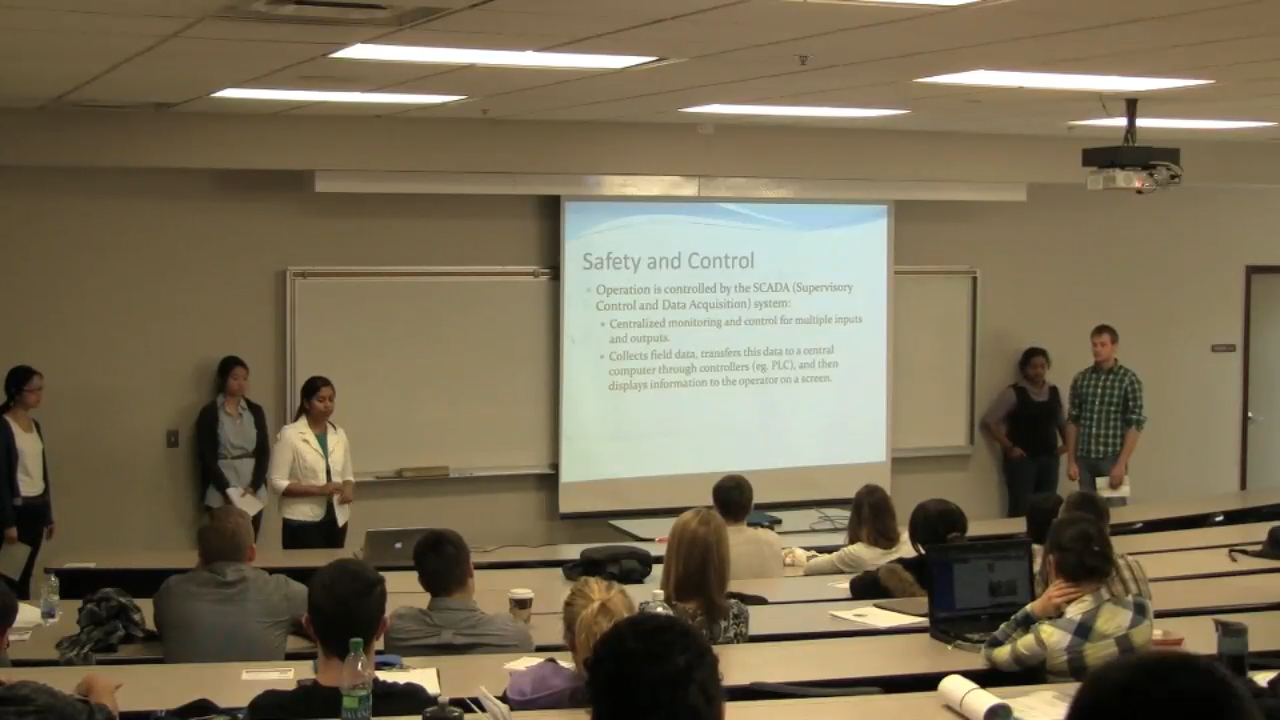 Safety and Control
Operation is controlled by the SCADA (Supervisory
Control and Data Acquisition) system:
Centralized monitoring and control for multiple inputs
and outputs.
Collects field data, transfers this data to a central
computer through controllers (eg. PLC), and then
displays information to the operator on a screen.